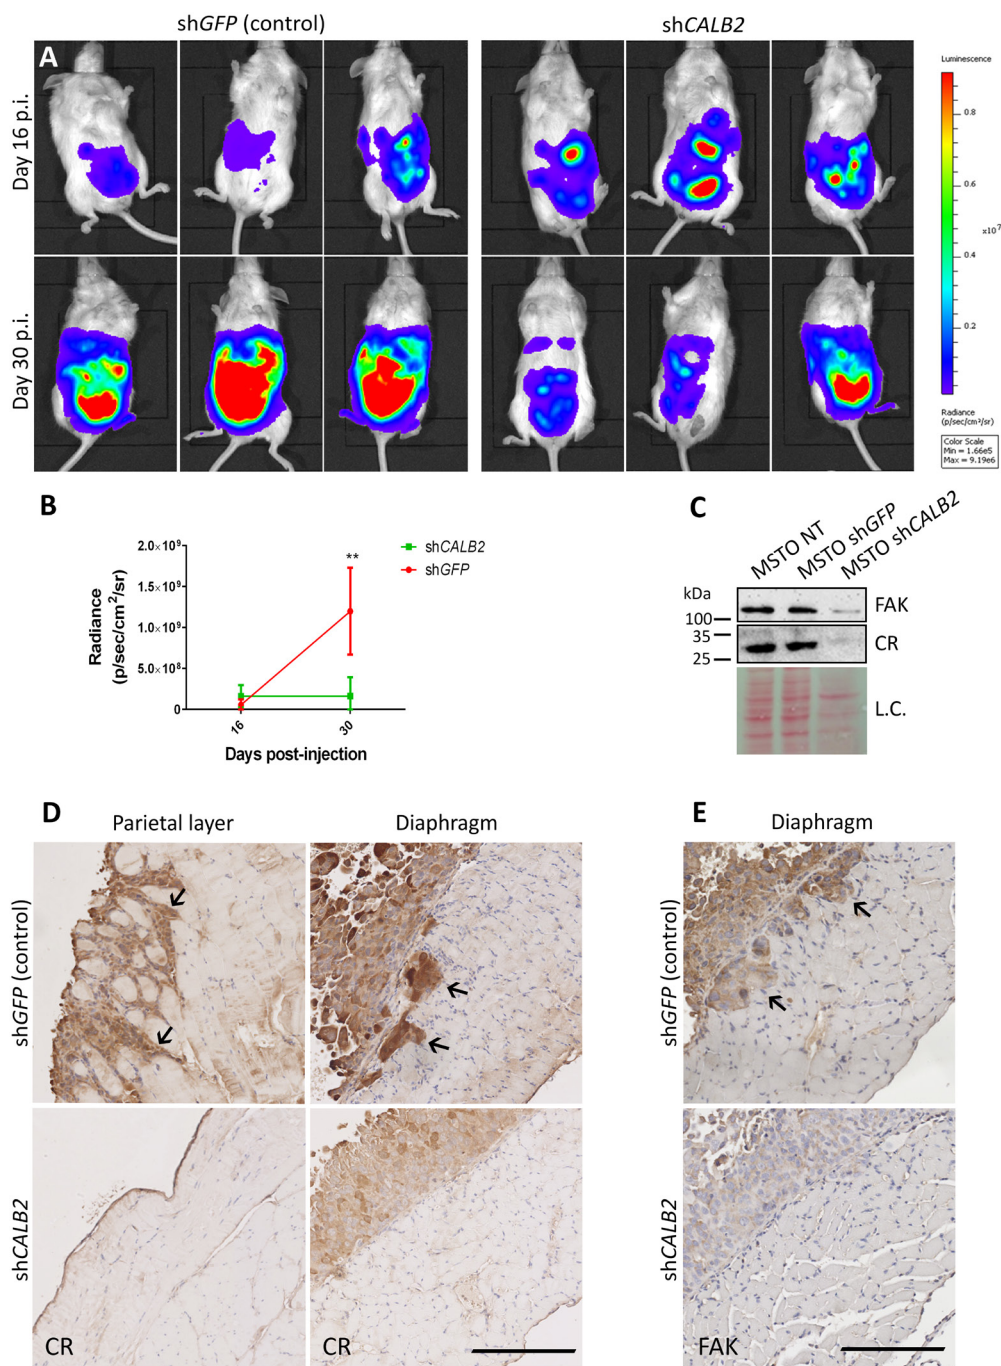 shGFP (control)
shCALB2
A
Day 16 p.i.
Day 30 p.i.
Luminescence
0.8
0.6
x10⁷
0.4
0.2
Radiance
(p/sec/cm²/sr)
Color Scale
Min = 1.66e5
Max = 9.19e6
B
Radiance
(p/sec/cm²/sr)
2.0×10⁹
1.5×10⁹
1.0×10⁹
5.0×10⁸
0
**
16
30
Days post-injection
shCALB2
shGFP
C
MSTO NT
MSTO shGFP
MSTO shCALB2
kDa
100
35
25
FAK
CR
L.C.
D
Parietal layer
Diaphragm
shGFP (control)
shCALB2
CR
CR
E
Diaphragm
shGFP (control)
shCALB2
FAK